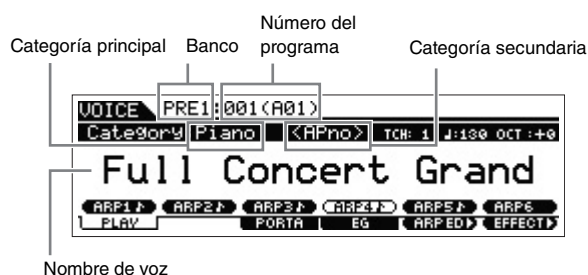 Número del
programa
Categoría principal Banco Categoría secundaria
VOICE PRE1:001(A01)
Category Piano <APno> TCH: 1 ♩:130 OCT:+0
Full Concert Grand
ARP1♪ ARP2♪ ARP3♪ ARP4♪ ARP5♪ ARP6
PLAY PORTA EG ARP ED EFFECT
Nombre de voz